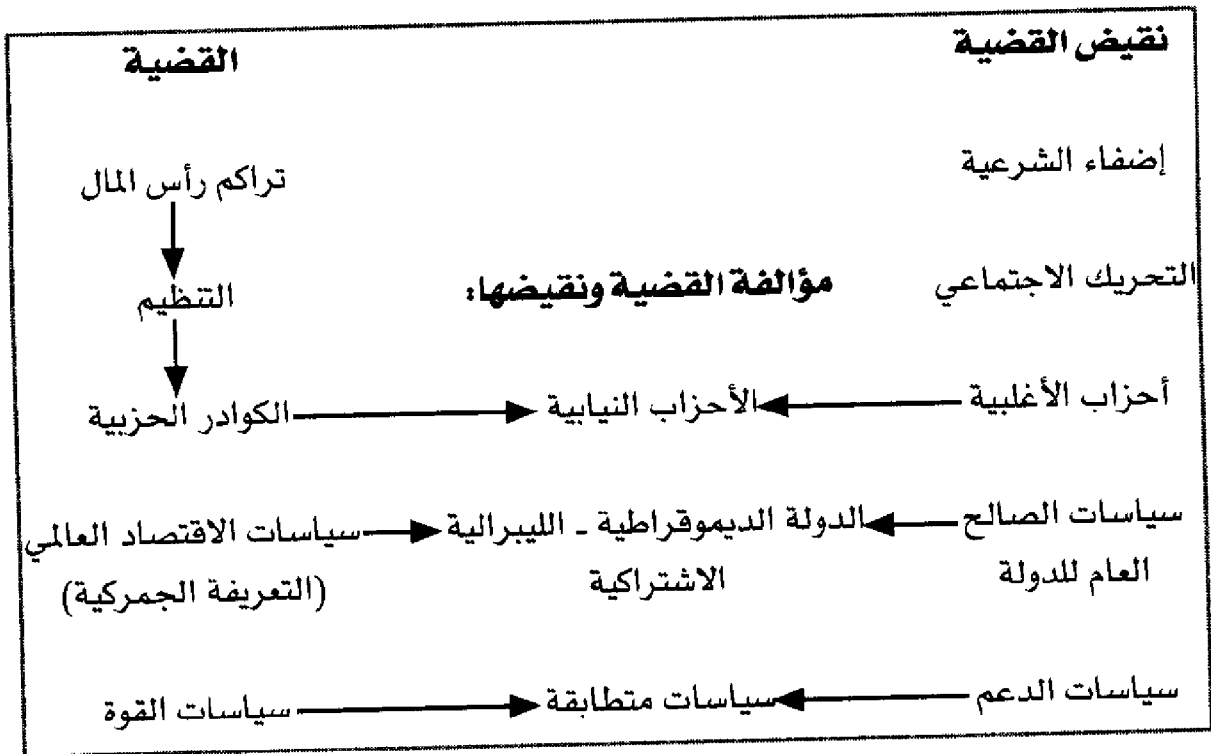 نقيض القضية القضية
إضفاء الشرعية تراكم رأس المال
التحريك الاجتماعي مؤالفة القضية ونقيضها: التنظيم
أحزاب الأغلبية الأحزاب النيابية الكوادر الحزبية
سياسات الصالح الدولة الديموقراطية ـ الليبرالية سياسات الاقتصاد العالمي
العام للدولة الاشتراكية (التعريفة الجمركية)
سياسات الدعم سياسات متطابقة سياسات القوة